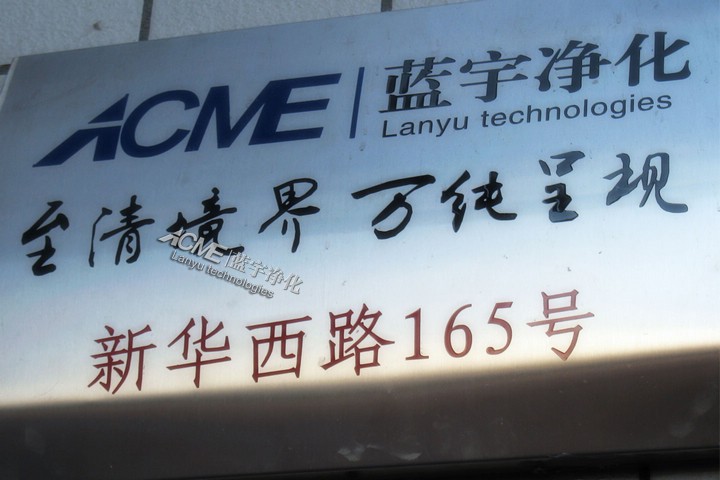 ACME 蓝宇净化
Lanyu technologies
至清境界 万纯呈现
ACME 蓝宇净化
Lanyu technologies
新华西路165号